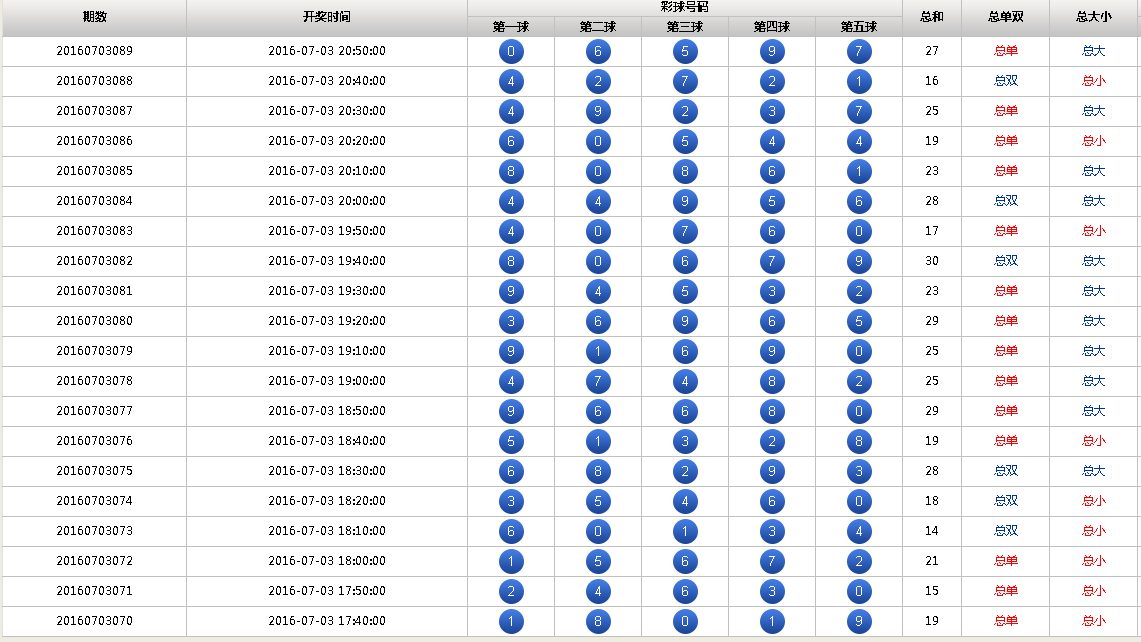 期数 开奖时间 彩球号码 总和 总单双 总大小
第一球 第二球 第三球 第四球 第五球
20160703089 2016-07-03 20:50:00 0 6 5 9 7 27 总单 总大
20160703088 2016-07-03 20:40:00 4 2 7 2 1 16 总双 总小
20160703087 2016-07-03 20:30:00 4 9 2 3 7 25 总单 总大
20160703086 2016-07-03 20:20:00 6 0 5 4 4 19 总单 总小
20160703085 2016-07-03 20:10:00 8 0 8 6 1 23 总单 总大
20160703084 2016-07-03 20:00:00 4 4 9 5 6 28 总双 总大
20160703083 2016-07-03 19:50:00 4 0 7 6 0 17 总单 总小
20160703082 2016-07-03 19:40:00 8 0 6 7 9 30 总双 总大
20160703081 2016-07-03 19:30:00 9 4 5 3 2 23 总单 总大
20160703080 2016-07-03 19:20:00 3 6 9 6 5 29 总单 总大
20160703079 2016-07-03 19:10:00 9 1 6 9 0 25 总单 总大
20160703078 2016-07-03 19:00:00 4 7 4 8 2 25 总单 总大
20160703077 2016-07-03 18:50:00 9 6 6 8 0 29 总单 总大
20160703076 2016-07-03 18:40:00 5 1 3 2 8 19 总单 总小
20160703075 2016-07-03 18:30:00 6 8 2 9 3 28 总双 总大
20160703074 2016-07-03 18:20:00 3 5 4 6 0 18 总双 总小
20160703073 2016-07-03 18:10:00 6 0 1 3 4 14 总双 总小
20160703072 2016-07-03 18:00:00 1 5 6 7 2 21 总单 总小
20160703071 2016-07-03 17:50:00 2 4 6 3 0 15 总单 总小
20160703070 2016-07-03 17:40:00 1 8 0 1 9 19 总单 总小